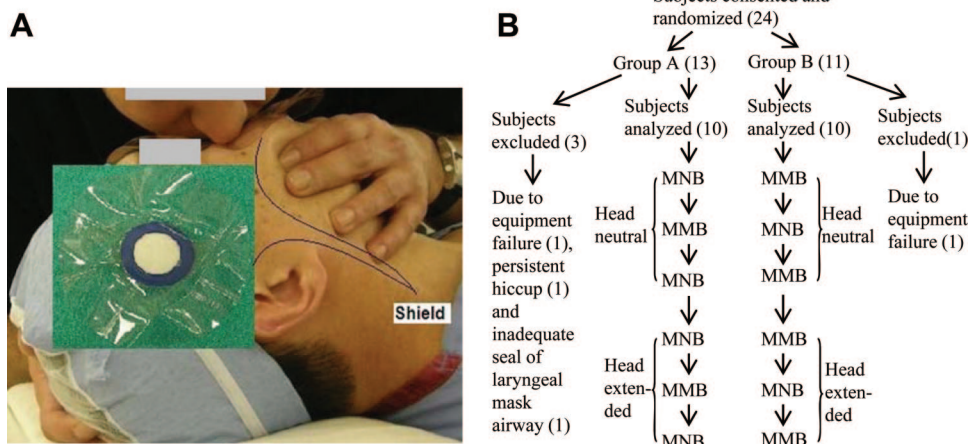 A
Shield
B
Subjects consented and
randomized (24)
Group A (13)
Group B (11)
Subjects
excluded (3)
Subjects
analyzed (10)
Subjects
analyzed (10)
Subjects
excluded(1)
Due to
equipment
failure (1),
persistent
hiccup (1)
and
inadequate
seal of
laryngeal
mask
airway (1)
Head
neutral
MNB
MMB
MNB
MMB
MNB
MMB
Head
neutral
Due to
equipment
failure (1)
Head
exten-
ded
MNB
MMB
MNB
MMB
MNB
MMB
Head
exten-
ded